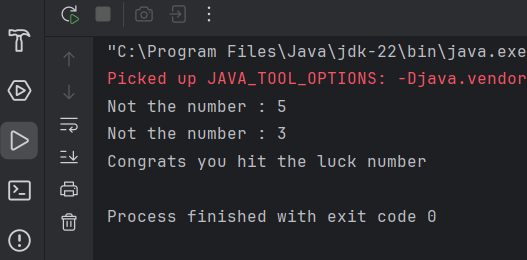 "C:\Program Files\Java\jdk-22\bin\java.exe
Picked up JAVA_TOOL_OPTIONS: -Djava.vendor
Not the number : 5
Not the number : 3
Congrats you hit the luck number
Process finished with exit code 0